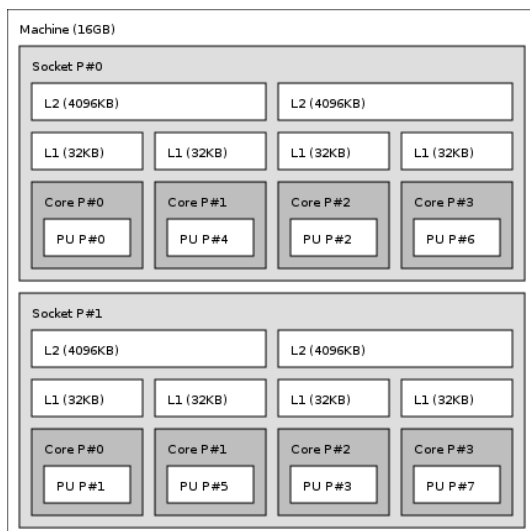 Machine (16GB)
Socket P#0
L2 (4096KB) L2 (4096KB)
L1 (32KB) L1 (32KB) L1 (32KB) L1 (32KB)
Core P#0 Core P#1 Core P#2 Core P#3
PU P#0 PU P#4 PU P#2 PU P#6
Socket P#1
L2 (4096KB) L2 (4096KB)
L1 (32KB) L1 (32KB) L1 (32KB) L1 (32KB)
Core P#0 Core P#1 Core P#2 Core P#3
PU P#1 PU P#5 PU P#3 PU P#7